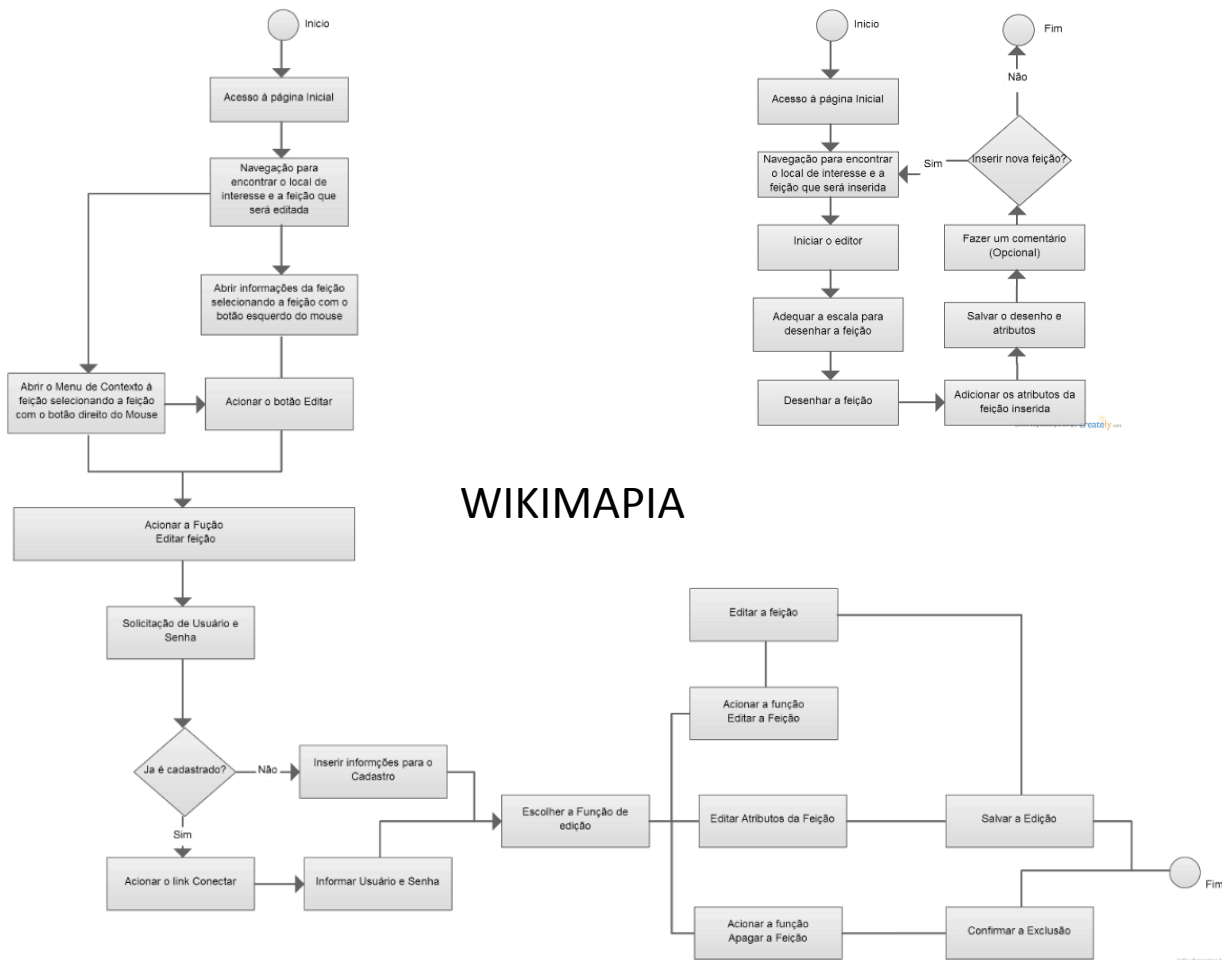 Inicio
Acesso à página Inicial
Navegação para
encontrar o local de
interesse e a feição que
será editada
Abrir informações da feição
selecionando a feição com o
botão esquerdo do mouse
Abrir o Menu de Contexto à
feição selecionando a feição
com o botão direito do Mouse
Acionar o botão Editar
Acionar a Fução
Editar feição
Solicitação de Usuário e
Senha
Ja é cadastrado?
Não
Inserir informções para o
Cadastro
Sim
Acionar o link Conectar
Informar Usuário e Senha
Escolher a Função de
edição
Editar a feição
Acionar a função
Editar a Feição
Editar Atributos da Feição
Salvar a Edição
Acionar a função
Apagar a Feição
Confirmar a Exclusão
Fim
WIKIMAPIA
Inicio
Acesso à página Inicial
Navegação para encontrar
o local de interesse e a
feição que será inserida
Iniciar o editor
Adequar a escala para
desenhar a feição
Desenhar a feição
Adicionar os atributos da
feição inserida
Salvar o desenho e
atributos
Fazer um comentário
(Opcional)
Inserir nova feição?
Sim
Não
Fim
creately